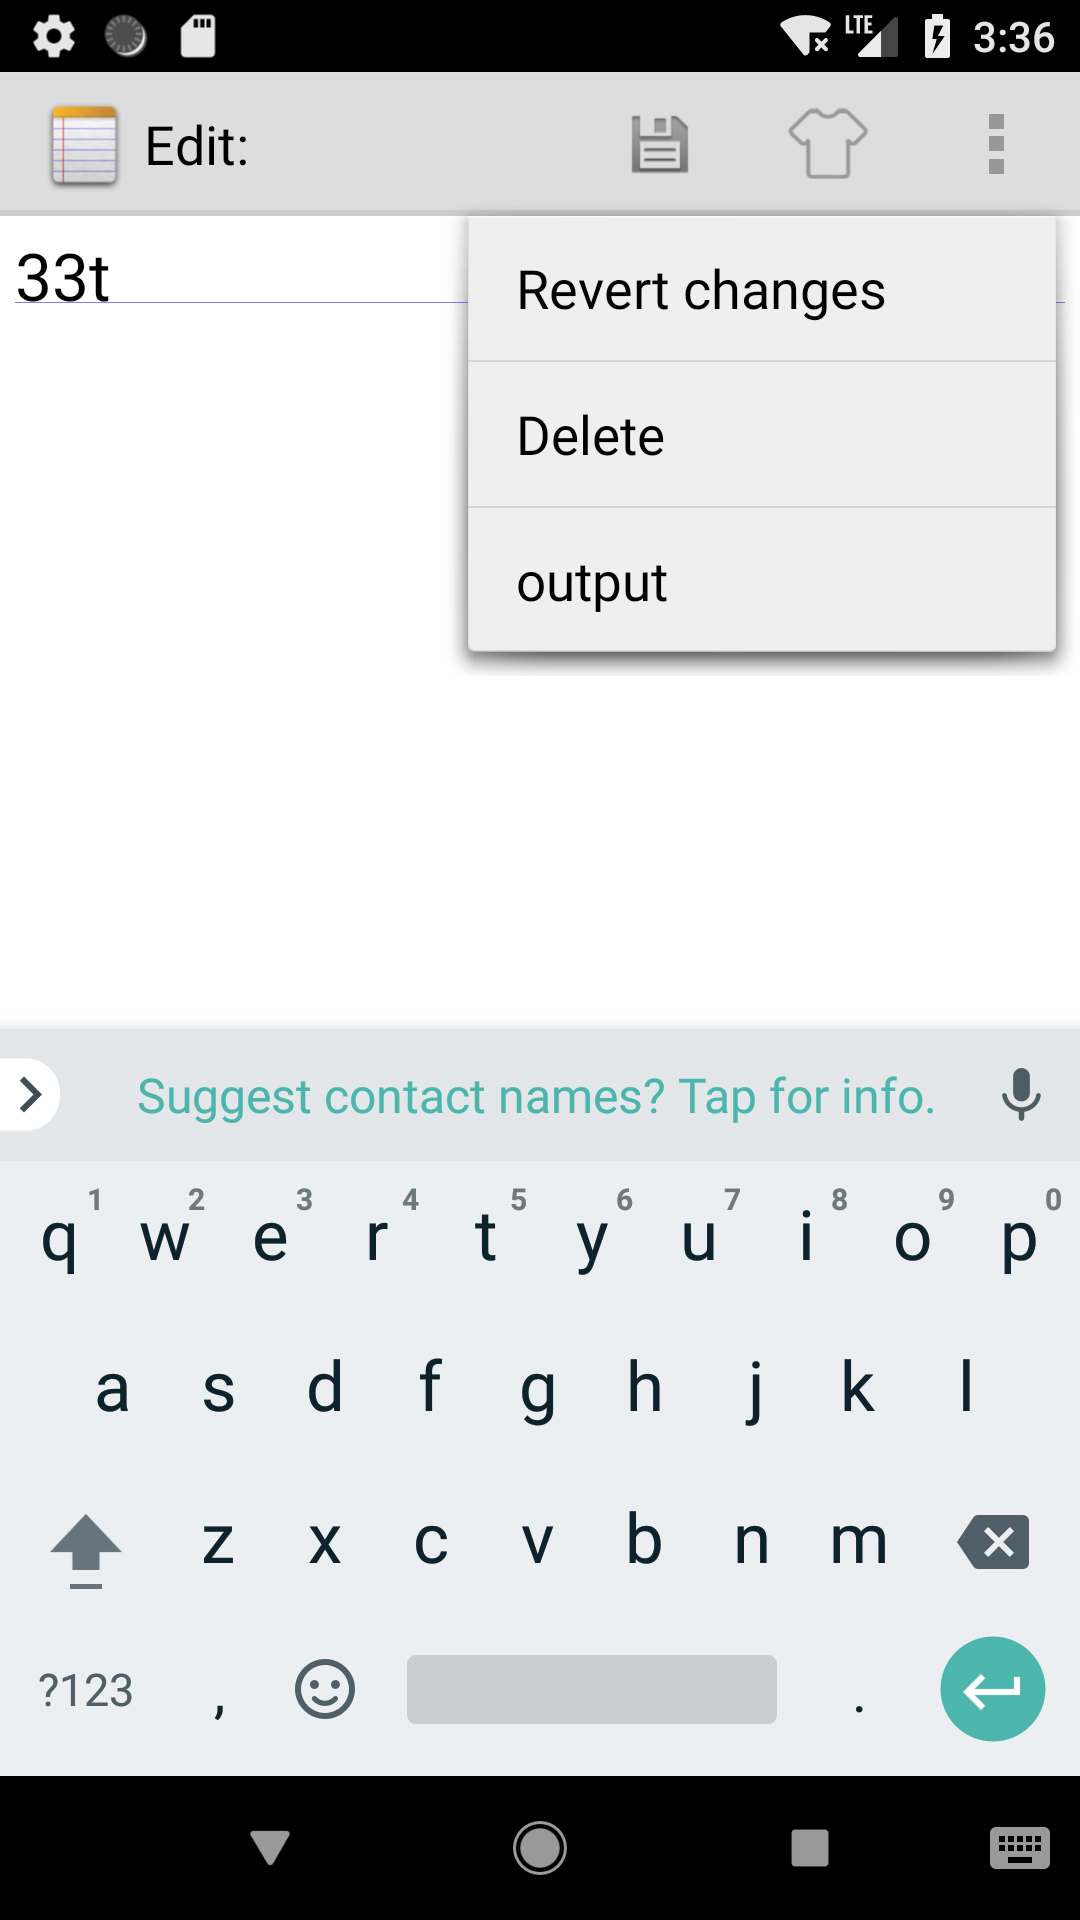 LTE 3:36
Edit:
33t
Revert changes
Delete
output
Suggest contact names? Tap for info.
1 2 3 4 5 6 7 8 9 0
q w e r t y u i o p
a s d f g h j k l
z x c v b n m
?123 , .